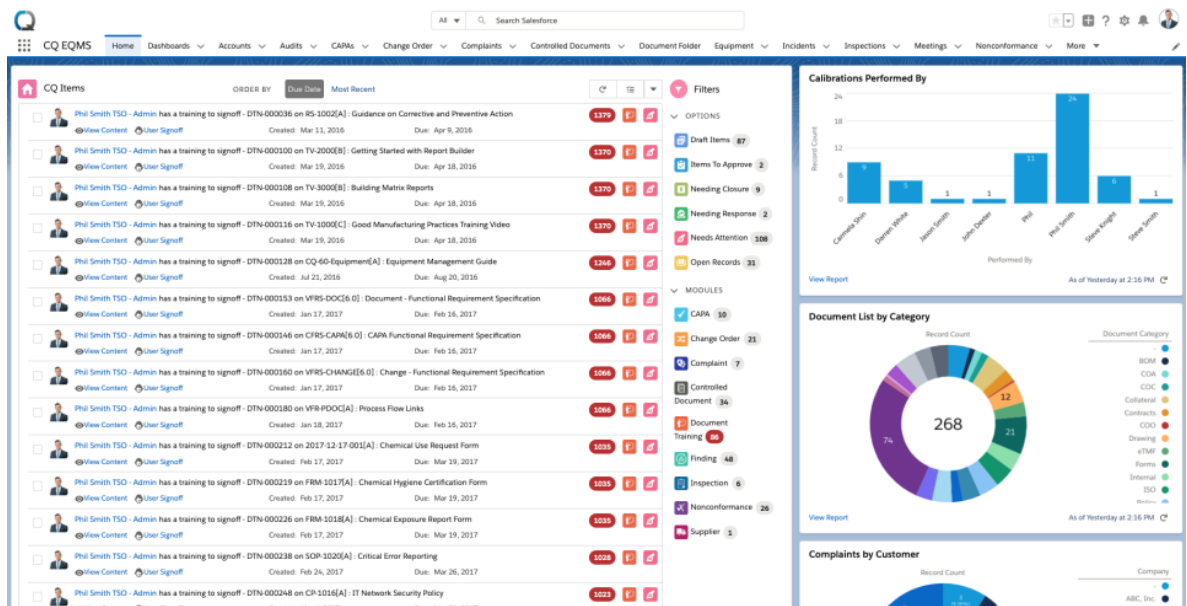 All
Search Salesforce
CQ EQMS
Home Dashboards Accounts Audits CAPAs Change Order Complaints Controlled Documents Document Folder Equipment Incidents Inspections Meetings Nonconformance More
CQ Items
ORDER BY Due Date Most Recent
Phil Smith TSO - Admin has a training to signoff - DTN-000036 on RS-1002[A] : Guidance on Corrective and Preventive Action 1379
View Content User Signoff Created: Mar 11, 2016 Due: Apr 9, 2016
Phil Smith TSO - Admin has a training to signoff - DTN-000100 on TV-2000[B] : Getting Started with Report Builder 1370
View Content User Signoff Created: Mar 19, 2016 Due: Apr 18, 2016
Phil Smith TSO - Admin has a training to signoff - DTN-000108 on TV-3000[B] : Building Matrix Reports 1370
View Content User Signoff Created: Mar 19, 2016 Due: Apr 18, 2016
Phil Smith TSO - Admin has a training to signoff - DTN-000116 on TV-1000[C] : Good Manufacturing Practices Training Video 1370
View Content User Signoff Created: Mar 19, 2016 Due: Apr 18, 2016
Phil Smith TSO - Admin has a training to signoff - DTN-000128 on CQ-60-Equipment[A] : Equipment Management Guide 1246
View Content User Signoff Created: Jul 21, 2016 Due: Aug 20, 2016
Phil Smith TSO - Admin has a training to signoff - DTN-000153 on VFRS-DOC[6.0] : Document - Functional Requirement Specification 1066
View Content User Signoff Created: Jan 17, 2017 Due: Feb 16, 2017
Phil Smith TSO - Admin has a training to signoff - DTN-000146 on CFRS-CAPA[6.0] : CAPA Functional Requirement Specification 1066
View Content User Signoff Created: Jan 17, 2017 Due: Feb 16, 2017
Phil Smith TSO - Admin has a training to signoff - DTN-000160 on VFRS-CHANGE[6.0] : Change - Functional Requirement Specification 1066
View Content User Signoff Created: Jan 17, 2017 Due: Feb 16, 2017
Phil Smith TSO - Admin has a training to signoff - DTN-000180 on VFR-PDOC[A] : Process Flow Links 1066
View Content User Signoff Created: Jan 18, 2017 Due: Feb 16, 2017
Phil Smith TSO - Admin has a training to signoff - DTN-000212 on 2017-12-17-001[A] : Chemical Use Request Form 1035
View Content User Signoff Created: Feb 17, 2017 Due: Mar 19, 2017
Phil Smith TSO - Admin has a training to signoff - DTN-000219 on FRM-1017[A] : Chemical Hygiene Certification Form 1035
View Content User Signoff Created: Feb 17, 2017 Due: Mar 19, 2017
Phil Smith TSO - Admin has a training to signoff - DTN-000226 on FRM-1018[A] : Chemical Exposure Report Form 1035
View Content User Signoff Created: Feb 17, 2017 Due: Mar 19, 2017
Phil Smith TSO - Admin has a training to signoff - DTN-000238 on SOP-1020[A] : Critical Error Reporting 1028
View Content User Signoff Created: Feb 24, 2017 Due: Mar 26, 2017
Phil Smith TSO - Admin has a training to signoff - DTN-000248 on CP-1016[A] : IT Network Security Policy 1023
Filters
OPTIONS
Draft Items 87
Items To Approve 2
Needing Closure 9
Needing Response 2
Needs Attention 108
Open Records 31
MODULES
CAPA 10
Change Order 21
Complaint 7
Controlled
Document 34
Document
Training 86
Finding 48
Inspection 6
Nonconformance 26
Supplier 1
Calibrations Performed By
Record Count
24
18
12
6
0
9 5 1 1 11 24 6 1
Carmela Shin Darren White Jason Smith John Dexter Phil Phil Smith Steve Knight Steve Smith
Performed By
View Report As of Yesterday at 2:16 PM
Document List by Category
Record Count
268
12
21
74
Document Category
-
BOM
COA
COC
Collateral
Contracts
COO
Drawing
eTMF
Forms
Internal
ISO
Policy
View Report As of Yesterday at 2:16 PM
Complaints by Customer
Record Count
Company
-
ABC, Inc.